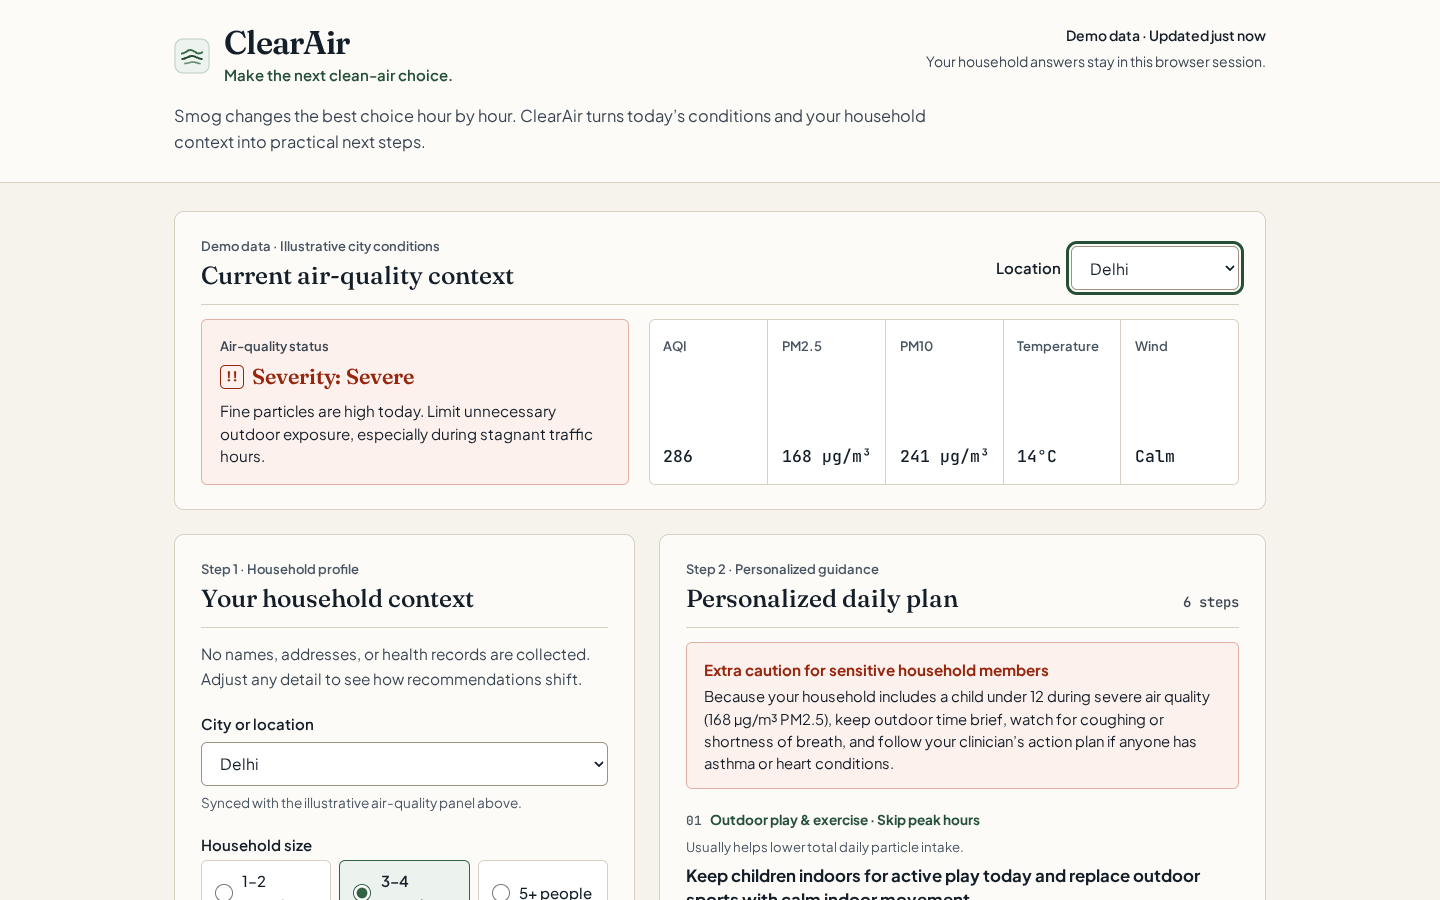 ClearAir
Make the next clean-air choice.
Demo data · Updated just now
Your household answers stay in this browser session.
Smog changes the best choice hour by hour. ClearAir turns today’s conditions and your household
context into practical next steps.
Demo data · Illustrative city conditions
Current air-quality context
Location
Delhi
Air-quality status
!! Severity: Severe
Fine particles are high today. Limit unnecessary
outdoor exposure, especially during stagnant traffic
hours.
AQI
286
PM2.5
168 µg/m³
PM10
241 µg/m³
Temperature
14°C
Wind
Calm
Step 1 · Household profile
Your household context
No names, addresses, or health records are collected.
Adjust any detail to see how recommendations shift.
City or location
Delhi
Synced with the illustrative air-quality panel above.
Household size
1–2
3–4
5+ people
Step 2 · Personalized guidance
Personalized daily plan
6 steps
Extra caution for sensitive household members
Because your household includes a child under 12 during severe air quality
(168 µg/m³ PM2.5), keep outdoor time brief, watch for coughing or
shortness of breath, and follow your clinician’s action plan if anyone has
asthma or heart conditions.
01 Outdoor play & exercise · Skip peak hours
Usually helps lower total daily particle intake.
Keep children indoors for active play today and replace outdoor
sports with calm indoor movement.